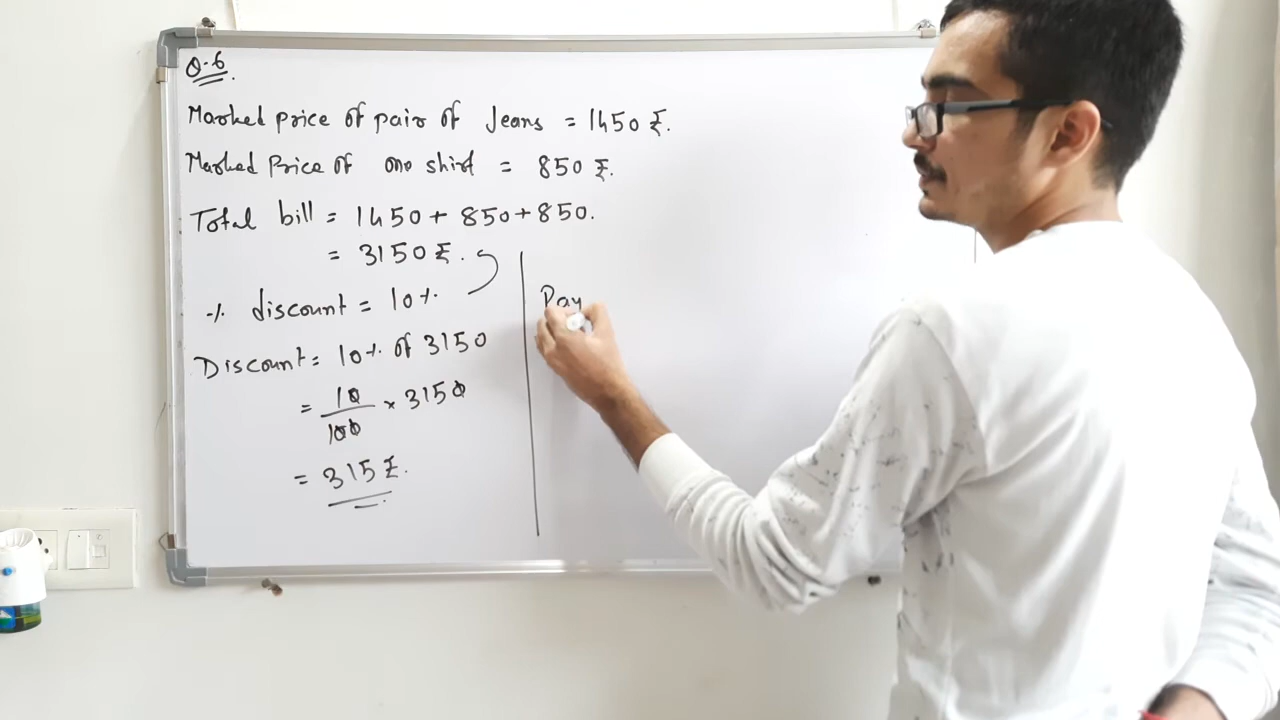 Q-6.
Marked price of pair of Jeans = 1450 ₹.
Marked Price of one shirt = 850 ₹.
Total bill = 1450 + 850 + 850.
= 3150 ₹.
% discount = 10%
Discount = 10% of 3150
= 10/100 × 3150
= 315 ₹.
Pay